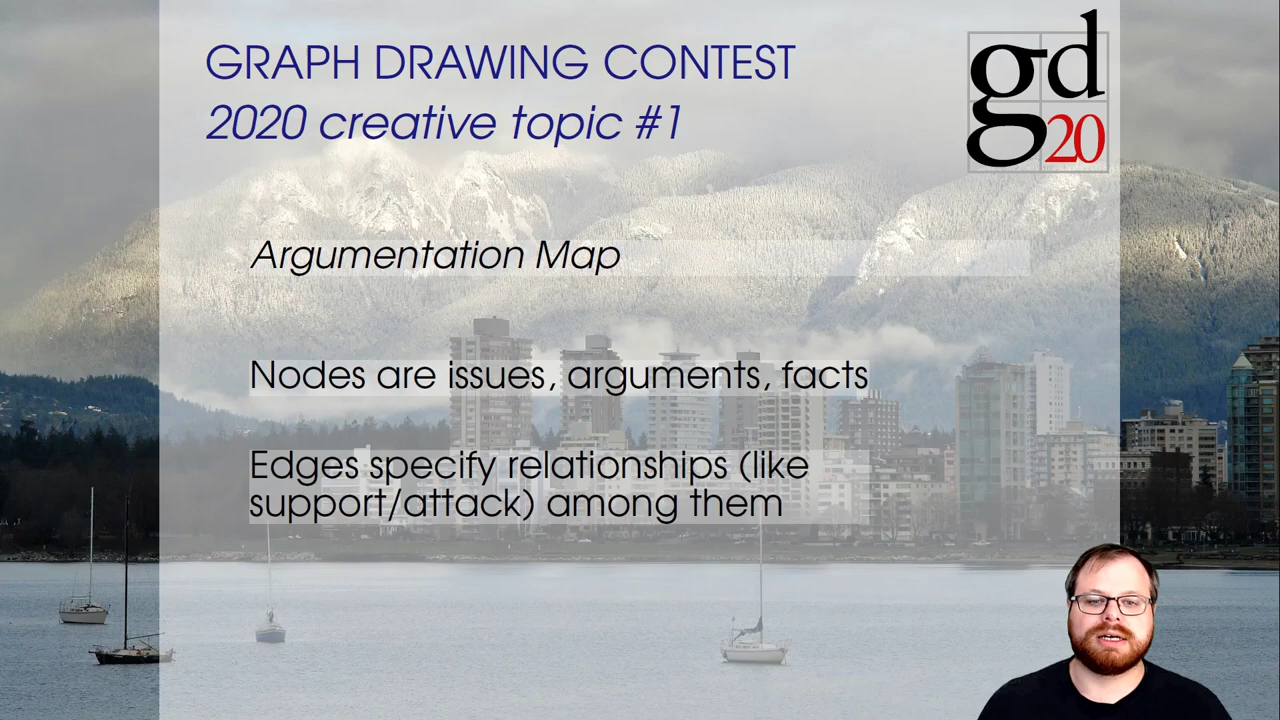 GRAPH DRAWING CONTEST
2020 creative topic #1
gd
20
Argumentation Map
Nodes are issues, arguments, facts
Edges specify relationships (like
support/attack) among them